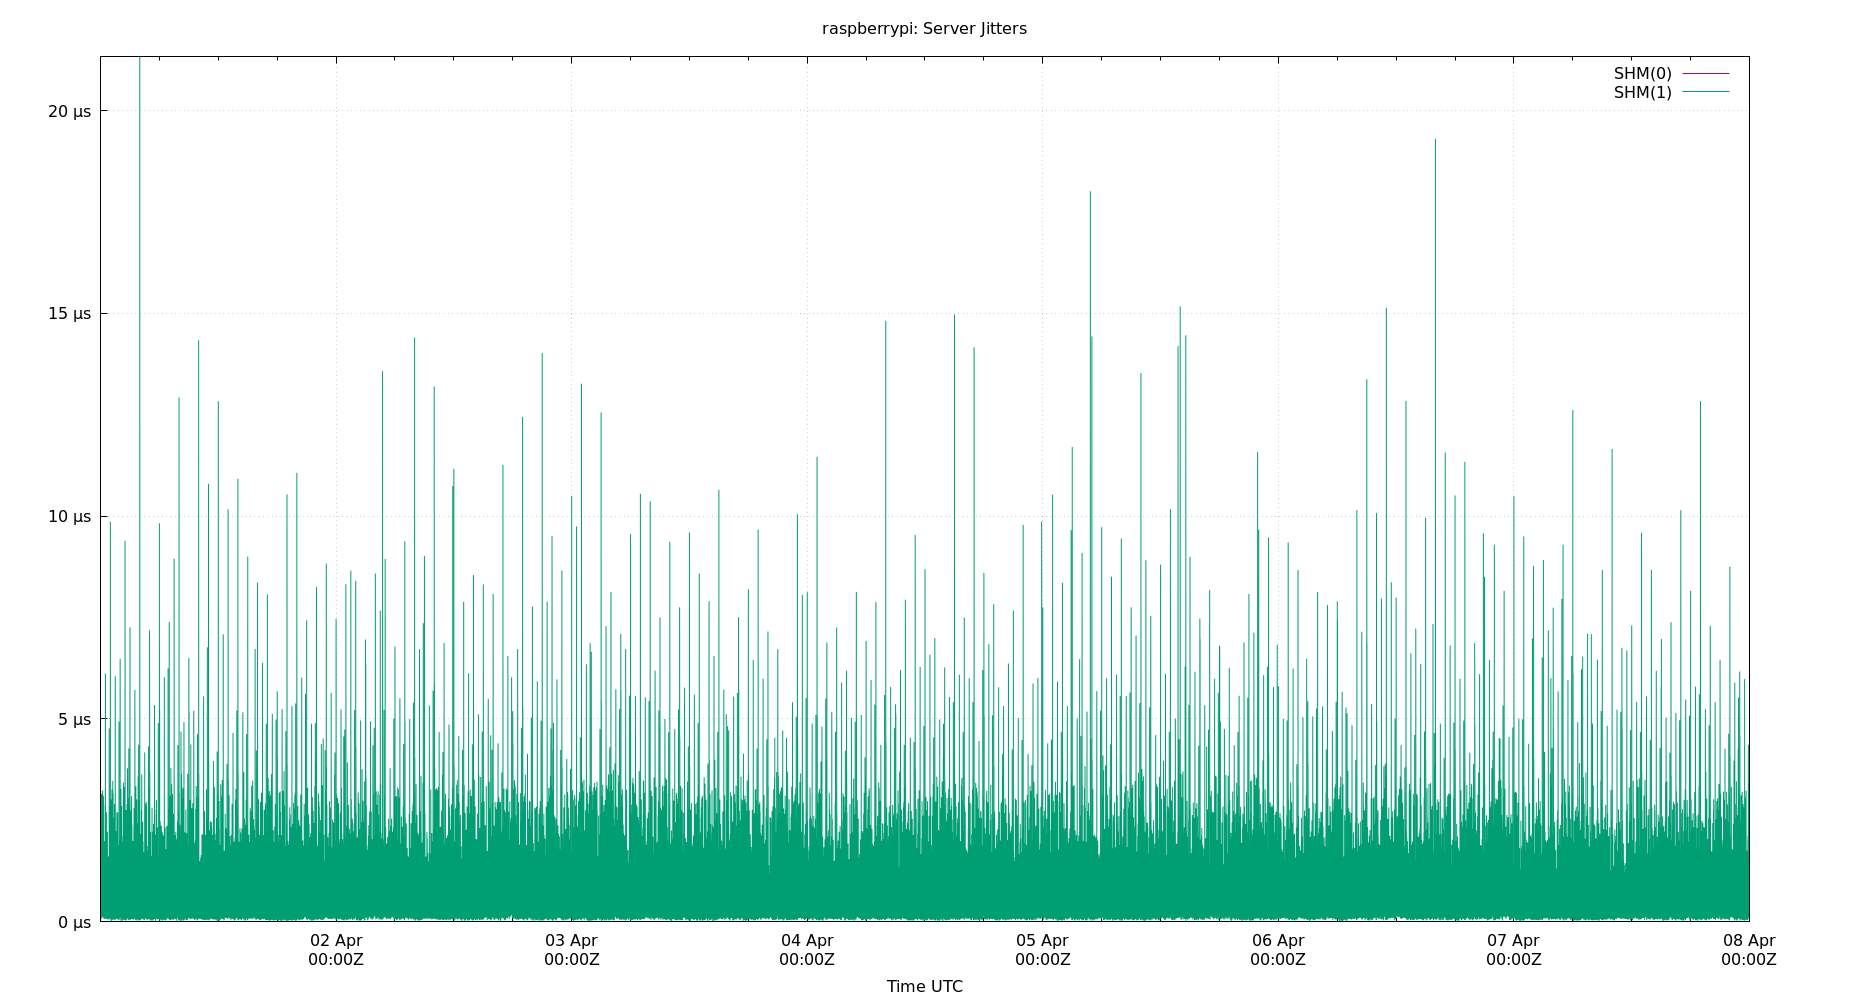 raspberrypi: Server Jitters
SHM(0)
SHM(1)
20 µs
15 µs
10 µs
5 µs
0 µs
02 Apr 03 Apr 04 Apr 05 Apr 06 Apr 07 Apr 08 Apr
00:00Z 00:00Z 00:00Z 00:00Z 00:00Z 00:00Z 00:00Z
Time UTC